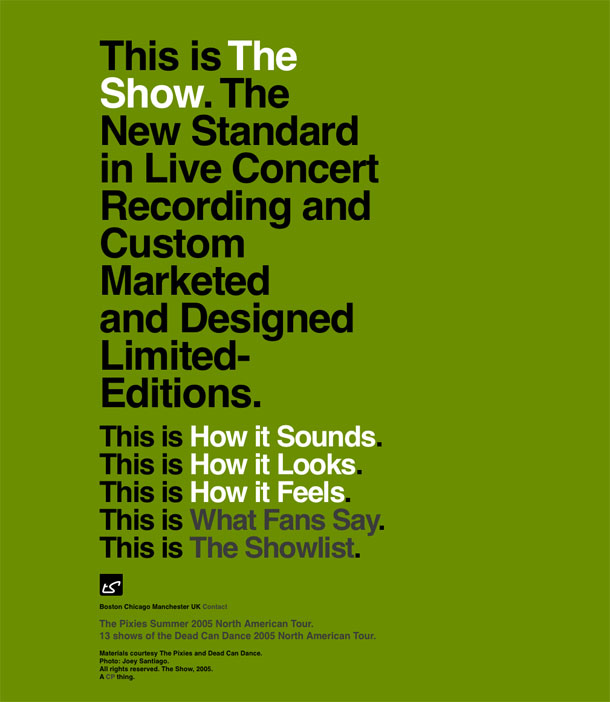 This is The
Show. The
New Standard
in Live Concert
Recording and
Custom
Marketed
and Designed
Limited-
Editions.
This is How it Sounds.
This is How it Looks.
This is How it Feels.
This is What Fans Say.
This is The Showlist.
tS
Boston Chicago Manchester UK Contact
The Pixies Summer 2005 North American Tour.
13 shows of the Dead Can Dance 2005 North American Tour.
Materials courtesy The Pixies and Dead Can Dance.
Photo: Joey Santiago.
All rights reserved. The Show, 2005.
A CP thing.